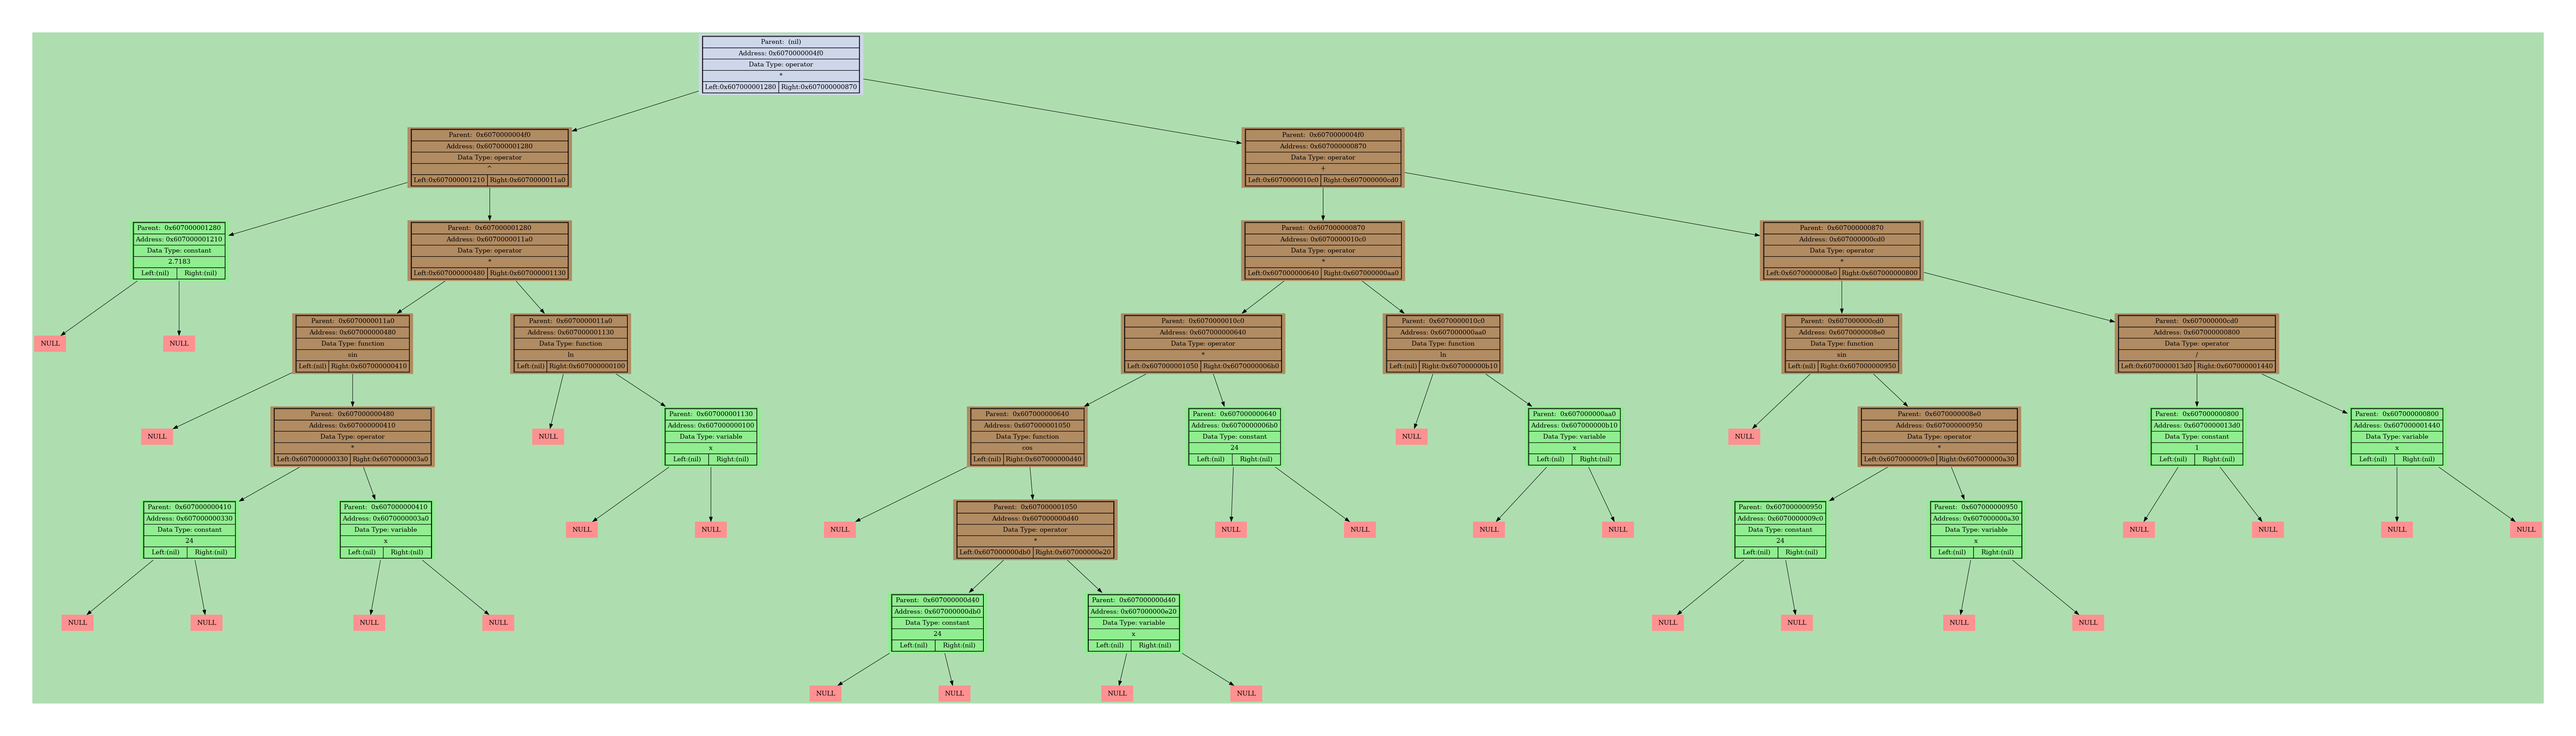 Parent: (nil)
Address: 0x6070000004f0
Data Type: operator
*
Left:0x607000001280 Right:0x607000000870
Parent: 0x6070000004f0
Address: 0x607000001280
Data Type: operator
^
Left:0x607000001210 Right:0x6070000011a0
Parent: 0x6070000004f0
Address: 0x607000000870
Data Type: operator
+
Left:0x6070000010c0 Right:0x607000000cd0
Parent: 0x607000001280
Address: 0x607000001210
Data Type: constant
2.7183
Left:(nil) Right:(nil)
Parent: 0x607000001280
Address: 0x6070000011a0
Data Type: operator
*
Left:0x607000000480 Right:0x607000001130
Parent: 0x607000000870
Address: 0x6070000010c0
Data Type: operator
*
Left:0x607000000640 Right:0x607000000aa0
Parent: 0x607000000870
Address: 0x607000000cd0
Data Type: operator
*
Left:0x6070000008e0 Right:0x607000000800
NULL
NULL
Parent: 0x6070000011a0
Address: 0x607000000480
Data Type: function
sin
Left:(nil) Right:0x607000000410
Parent: 0x6070000011a0
Address: 0x607000001130
Data Type: function
ln
Left:(nil) Right:0x607000000100
Parent: 0x6070000010c0
Address: 0x607000000640
Data Type: operator
*
Left:0x607000001050 Right:0x6070000006b0
Parent: 0x6070000010c0
Address: 0x607000000aa0
Data Type: function
ln
Left:(nil) Right:0x607000000b10
Parent: 0x607000000cd0
Address: 0x6070000008e0
Data Type: function
sin
Left:(nil) Right:0x607000000950
Parent: 0x607000000cd0
Address: 0x607000000800
Data Type: operator
/
Left:0x6070000013d0 Right:0x607000001440
NULL
Parent: 0x607000000480
Address: 0x607000000410
Data Type: operator
*
Left:0x607000000330 Right:0x6070000003a0
NULL
Parent: 0x607000001130
Address: 0x607000000100
Data Type: variable
x
Left:(nil) Right:(nil)
Parent: 0x607000000640
Address: 0x607000001050
Data Type: function
cos
Left:(nil) Right:0x607000000d40
Parent: 0x607000000640
Address: 0x6070000006b0
Data Type: constant
24
Left:(nil) Right:(nil)
NULL
Parent: 0x607000000aa0
Address: 0x607000000b10
Data Type: variable
x
Left:(nil) Right:(nil)
NULL
Parent: 0x6070000008e0
Address: 0x607000000950
Data Type: operator
*
Left:0x6070000009c0 Right:0x607000000a30
Parent: 0x607000000800
Address: 0x6070000013d0
Data Type: constant
1
Left:(nil) Right:(nil)
Parent: 0x607000000800
Address: 0x607000001440
Data Type: variable
x
Left:(nil) Right:(nil)
Parent: 0x607000000410
Address: 0x607000000330
Data Type: constant
24
Left:(nil) Right:(nil)
Parent: 0x607000000410
Address: 0x6070000003a0
Data Type: variable
x
Left:(nil) Right:(nil)
NULL
NULL
NULL
Parent: 0x607000001050
Address: 0x607000000d40
Data Type: operator
*
Left:0x607000000db0 Right:0x607000000e20
NULL
NULL
NULL
NULL
Parent: 0x607000000950
Address: 0x6070000009c0
Data Type: constant
24
Left:(nil) Right:(nil)
Parent: 0x607000000950
Address: 0x607000000a30
Data Type: variable
x
Left:(nil) Right:(nil)
NULL
NULL
NULL
NULL
NULL
NULL
NULL
NULL
Parent: 0x607000000d40
Address: 0x607000000db0
Data Type: constant
24
Left:(nil) Right:(nil)
Parent: 0x607000000d40
Address: 0x607000000e20
Data Type: variable
x
Left:(nil) Right:(nil)
NULL
NULL
NULL
NULL
NULL
NULL
NULL
NULL